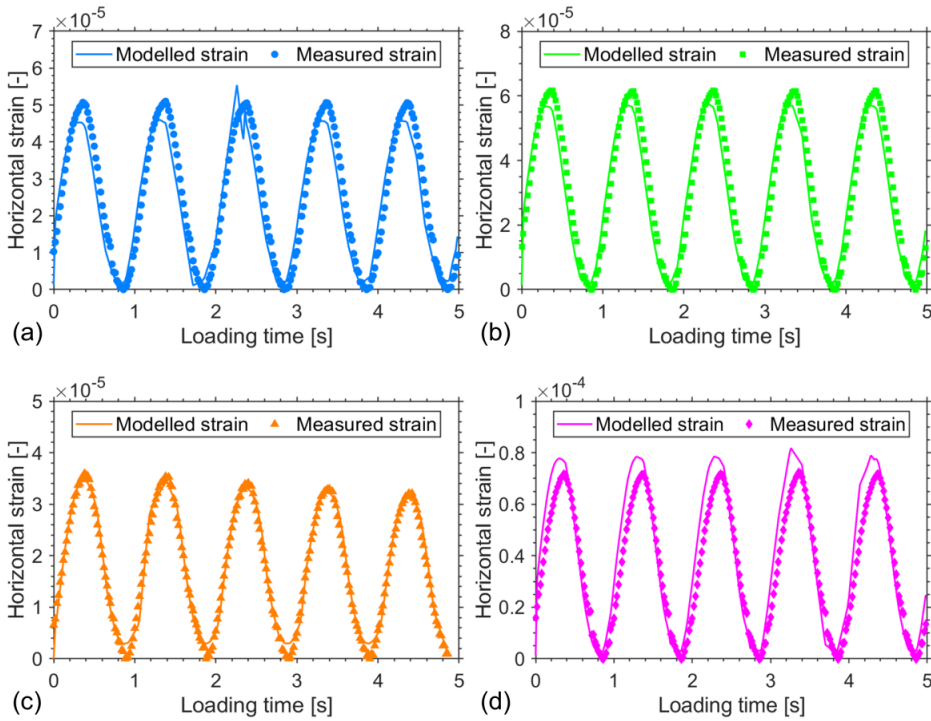 ×10⁻⁵
7
Modelled strain Measured strain
6
5
4
3
2
1
0
Horizontal strain [-]
0 1 2 3 4 5
Loading time [s]
(a)
×10⁻⁵
8
Modelled strain Measured strain
6
4
2
0
Horizontal strain [-]
0 1 2 3 4 5
Loading time [s]
(b)
×10⁻⁵
5
Modelled strain Measured strain
4
3
2
1
0
Horizontal strain [-]
0 1 2 3 4 5
Loading time [s]
(c)
×10⁻⁴
1
Modelled strain Measured strain
0.8
0.6
0.4
0.2
0
Horizontal strain [-]
0 1 2 3 4 5
Loading time [s]
(d)